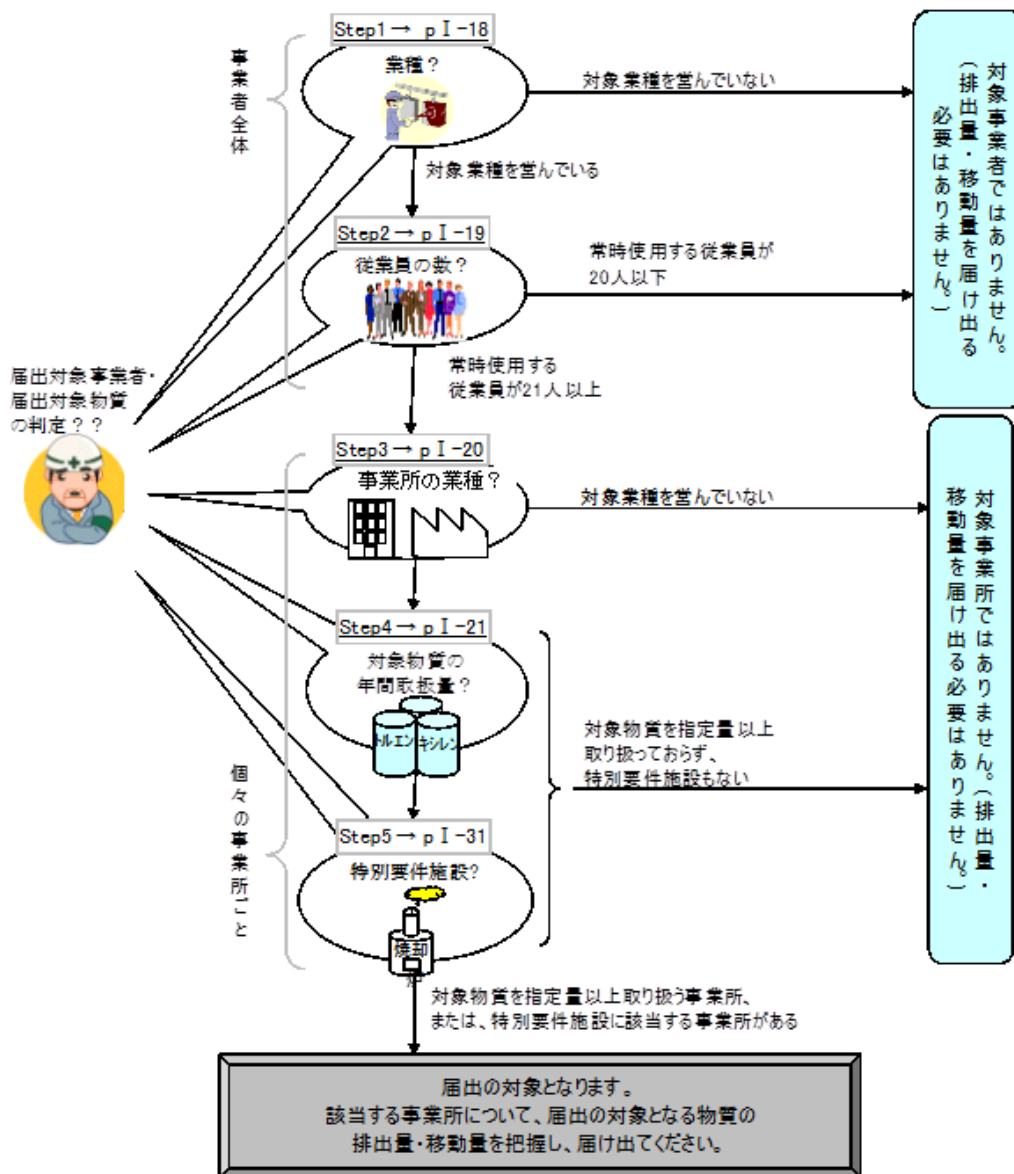 Step1→ pⅠ-18
業種？
事業者全体
対象業種を営んでいない
対象業種を営んでいる
対象事業者ではありません。
（排出量・移動量を届け出る
必要はありません。）
Step2→ pⅠ-19
従業員の数？
常時使用する従業員が
20人以下
常時使用する
従業員が21人以上
届出対象事業者・
届出対象物質
の判定？？
Step3→ pⅠ-20
事業所の業種？
対象業種を営んでいない
対象事業所ではありません。（排出量・
移動量を届け出る必要はありません。）
Step4→ pⅠ-21
対象物質の
年間取扱量？
トルエン
キシレン
対象物質を指定量以上
取り扱っておらず、
特別要件施設もない
個々の事業所ごと
Step5→ pⅠ-31
特別要件施設?
焼却
炉
対象物質を指定量以上取り扱う事業所、
または、特別要件施設に該当する事業所がある
届出の対象となります。
該当する事業所について、届出の対象となる物質の
排出量・移動量を把握し、届け出てください。